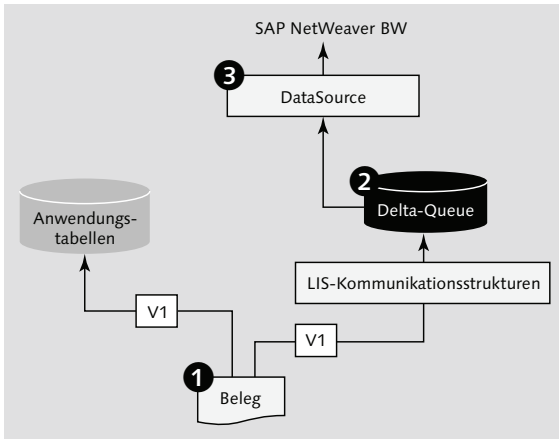 SAP NetWeaver BW
3
DataSource
2
Delta-Queue
Anwendungs-
tabellen
LIS-Kommunikationsstrukturen
V1
V1
1
Beleg